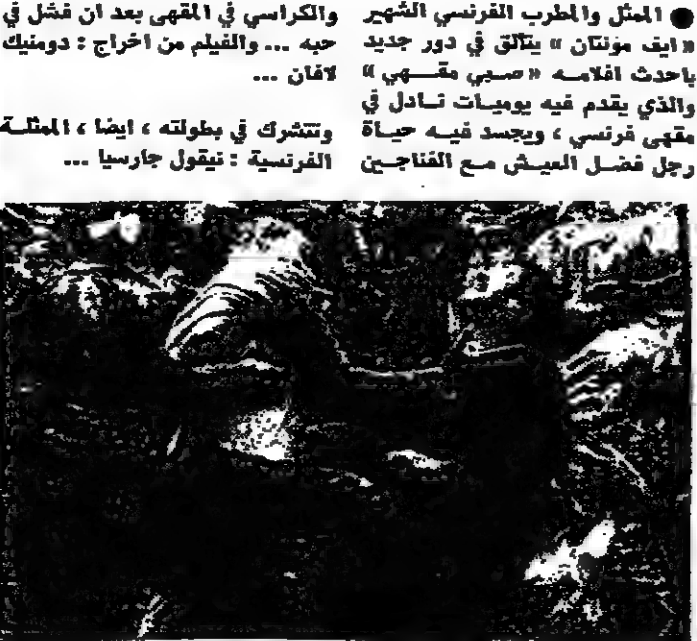 ● الممثل والمطرب الفرنسي الشهير
« ايف مونتان » يتألق في دور جديد
باحدث افلامه « صبي مقهي »
والذي يقدم فيه يوميات نادل في
مقهى فرنسي ، ويجسد فيه حياة
رجل فضل العيش مع الفناجين
والكراسي في المقهى بعد ان فشل في
حبه ... والفيلم من اخراج : دومنيك
لافان ...
وتشترك في بطولته ، ايضا ، الممثلة
الفرنسية : نيقول جارسيا ...